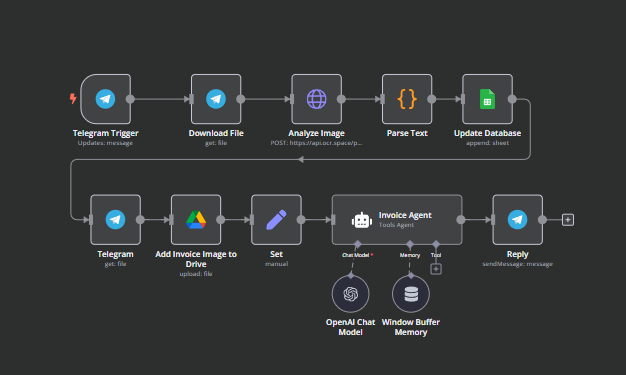 Telegram Trigger
Updates: message
Download File
get: file
Analyze Image
POST: https://api.ocr.space/p...
Parse Text
Update Database
append: sheet
Telegram
get: file
Add Invoice Image to
Drive
upload: file
Set
manual
Invoice Agent
Tools Agent
Chat Model *
Memory
Tool
Reply
sendMessage: message
OpenAI Chat
Model
Window Buffer
Memory